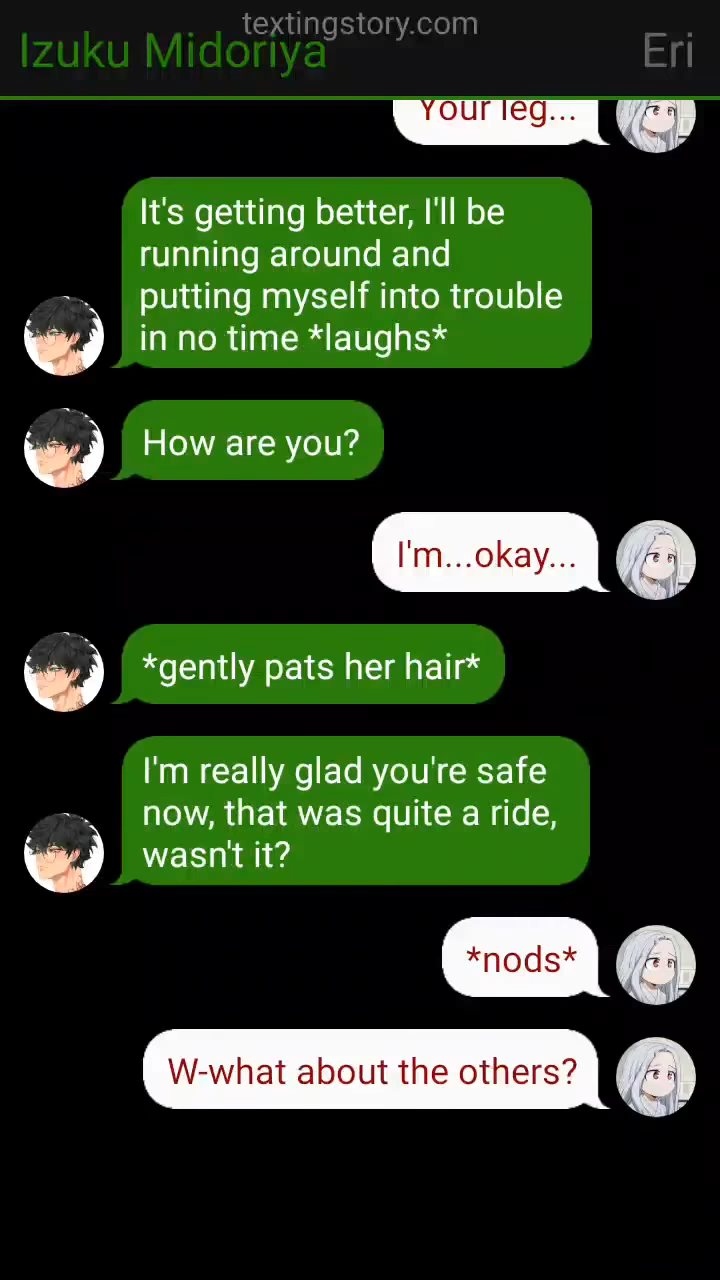 textingstory.com
Izuku Midoriya
Eri
Your leg...
It's getting better, I'll be
running around and
putting myself into trouble
in no time *laughs*
How are you?
I'm...okay...
*gently pats her hair*
I'm really glad you're safe
now, that was quite a ride,
wasn't it?
*nods*
W-what about the others?